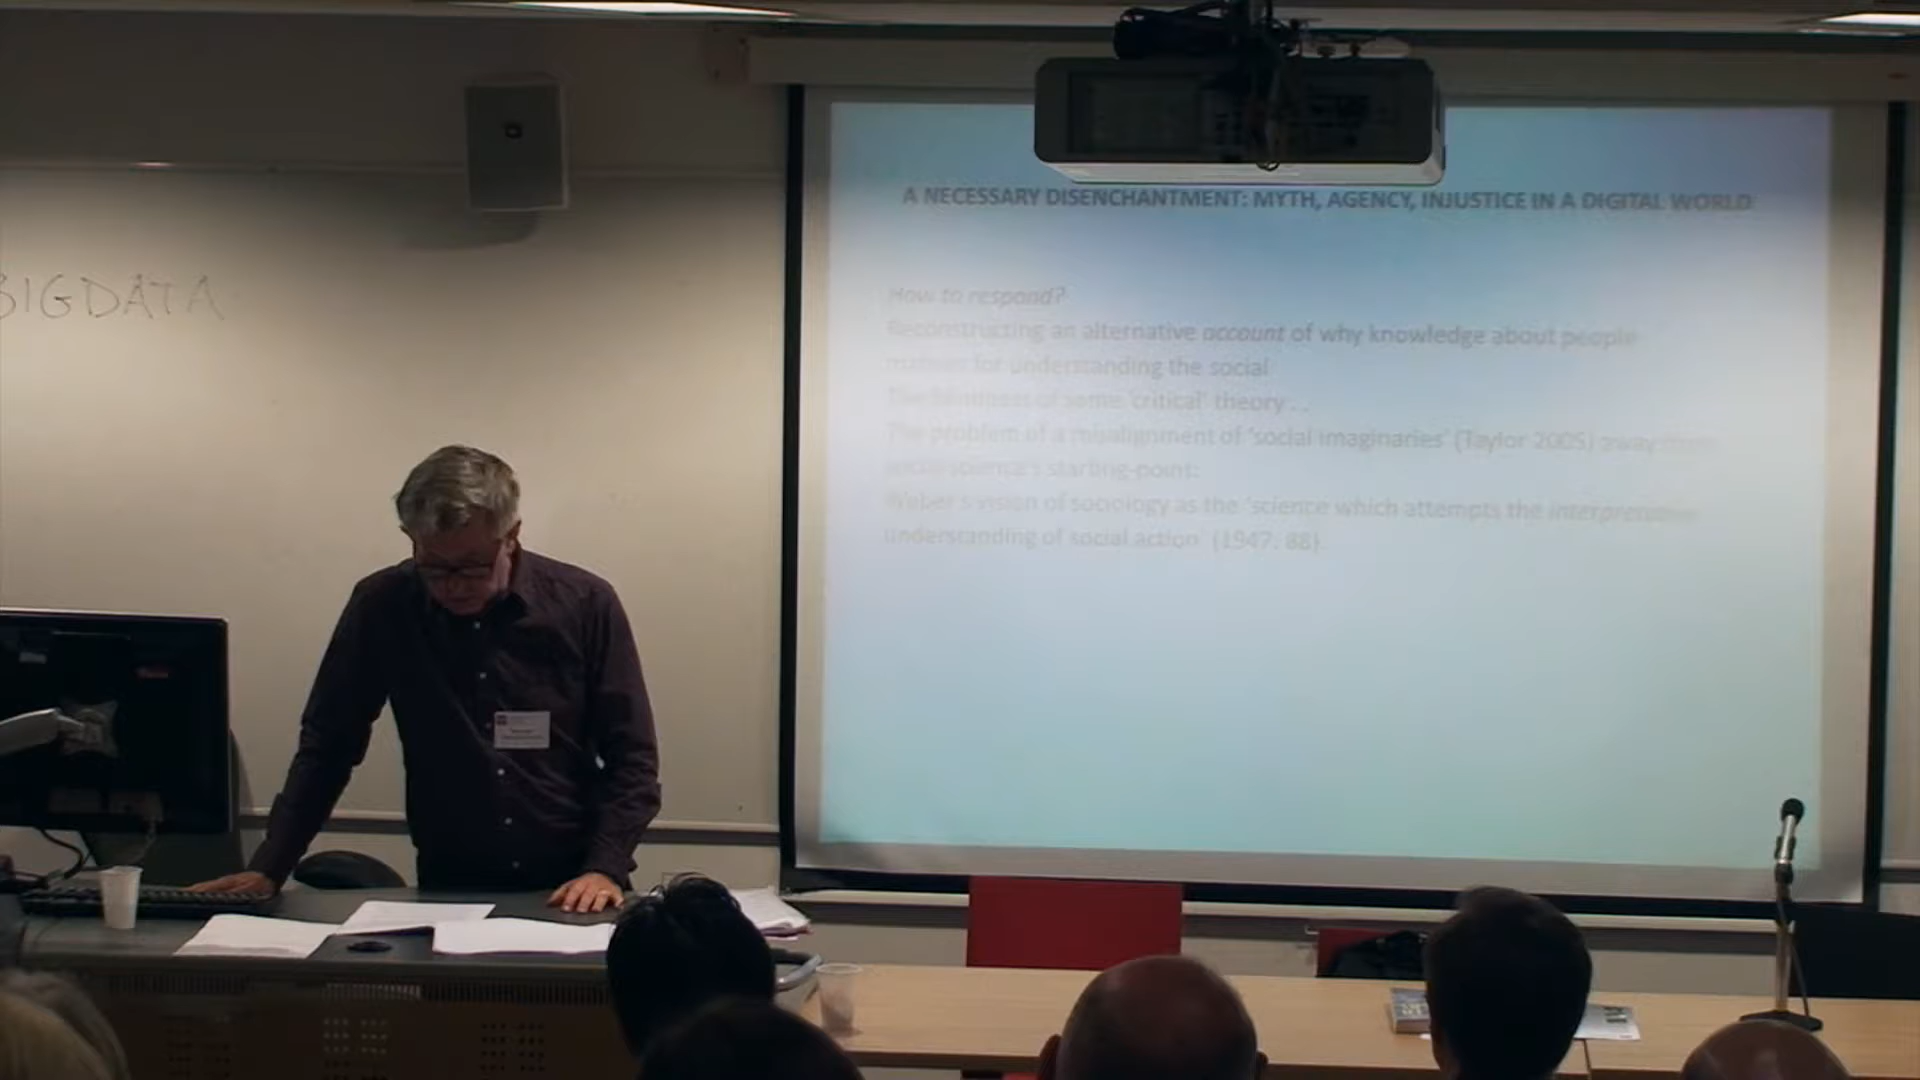 BIGDATA
A NECESSARY DISENCHANTMENT: MYTH, AGENCY, INJUSTICE IN A DIGITAL WORLD
How to respond?
Reconstructing an alternative account of why knowledge about people
matters for understanding the social
The blindness of some 'critical' theory ...
The problem of a misalignment of 'social imaginaries' (Taylor 2005) away from
social science's starting-point:
Weber's vision of sociology as the 'science which attempts the interpretative
understanding of social action' (1947: 88)